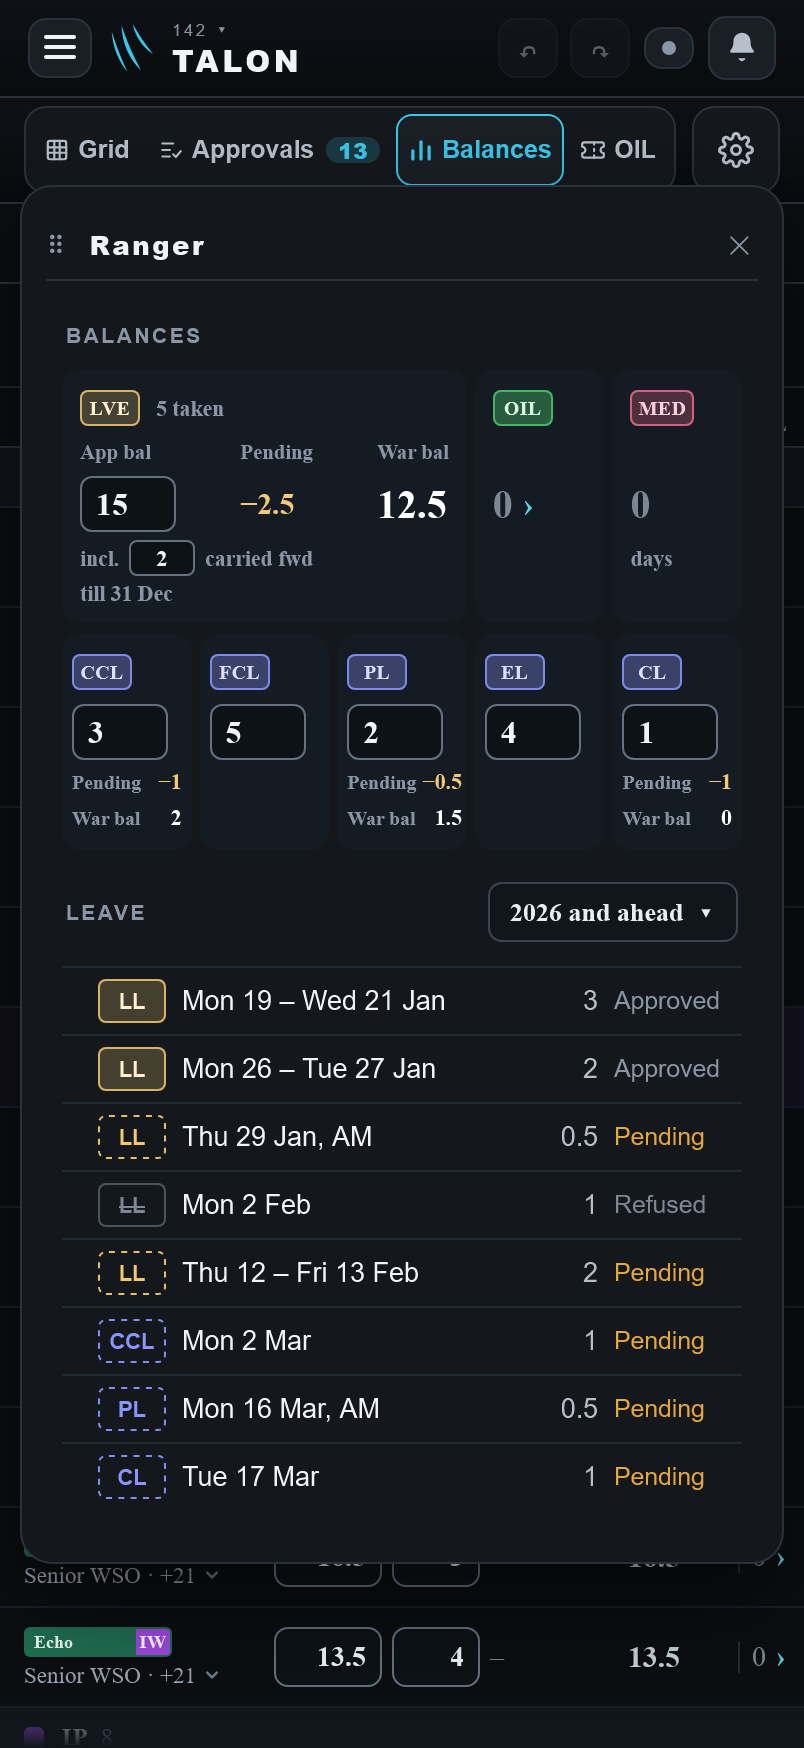 142 ▾
TALON
Grid
Approvals 13
Balances
OIL
Ranger
BALANCES
LVE 5 taken
App bal Pending War bal
15 −2.5 12.5
incl. 2 carried fwd
till 31 Dec
OIL
0 ›
MED
0
days
CCL
3
Pending −1
War bal 2
FCL
5
PL
2
Pending −0.5
War bal 1.5
EL
4
CL
1
Pending −1
War bal 0
LEAVE
2026 and ahead ▾
LL Mon 19 – Wed 21 Jan 3 Approved
LL Mon 26 – Tue 27 Jan 2 Approved
LL Thu 29 Jan, AM 0.5 Pending
LL Mon 2 Feb 1 Refused
LL Thu 12 – Fri 13 Feb 2 Pending
CCL Mon 2 Mar 1 Pending
PL Mon 16 Mar, AM 0.5 Pending
CL Tue 17 Mar 1 Pending
Senior WSO · +21
Echo IW
Senior WSO · +21
13.5 4 – 13.5 0 ›
IP 8